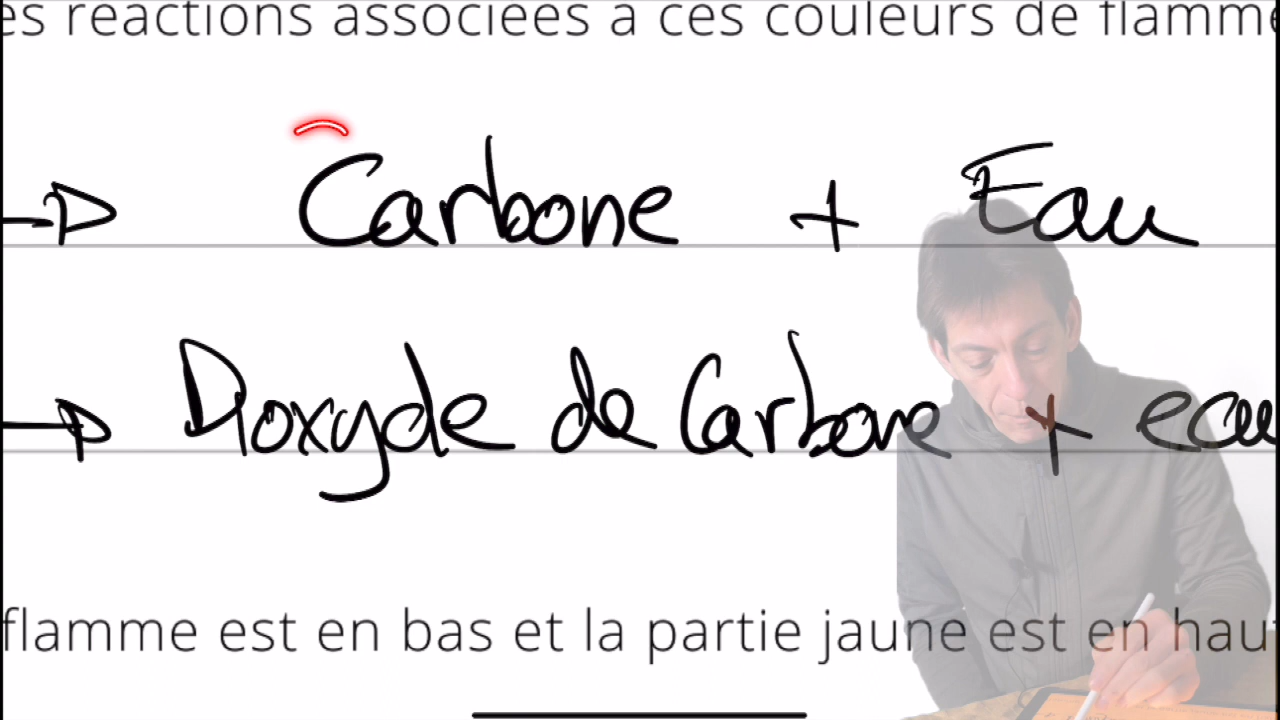 es réactions associées à ces couleurs de flamme
→ Carbone + Eau
→ Dioxyde de Carbone + eau
flamme est en bas et la partie jaune est en hau